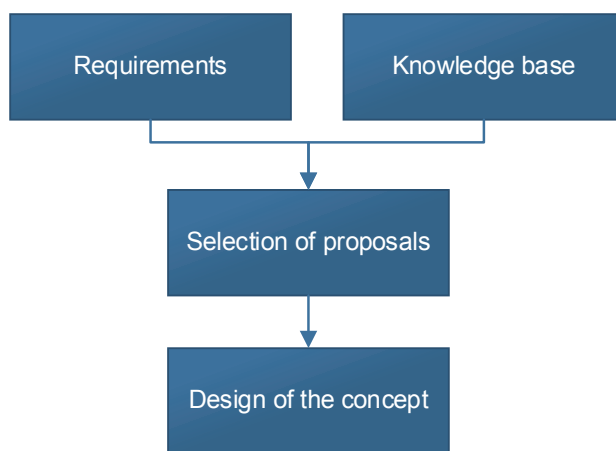 Requirements
Knowledge base
Selection of proposals
Design of the concept